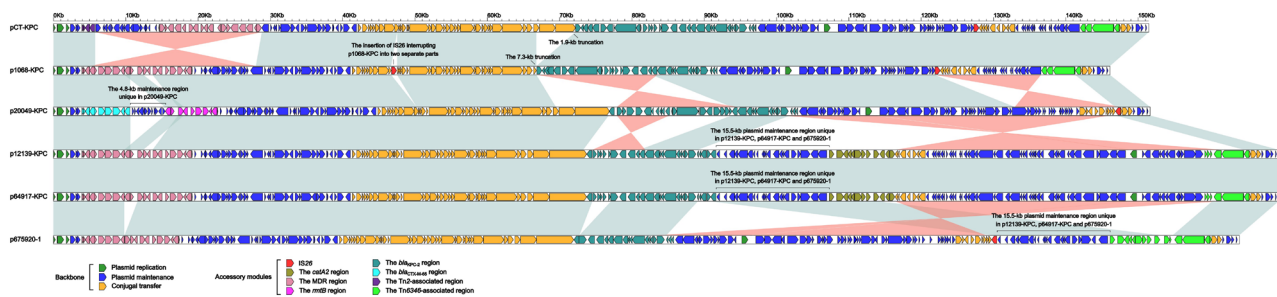 0Kb 10Kb 20Kb 30Kb 40Kb 50Kb 60Kb 70Kb 80Kb 90Kb 100Kb 110Kb 120Kb 130Kb 140Kb 150Kb
pCT-KPC
The 1.9-kb truncation
The insertion of IS26 interrupting
p1068-KPC into two separate parts
The 7.3-kb truncation
p1068-KPC
The 4.8-kb maintenance region
unique in p20049-KPC
p20049-KPC
The 15.5-kb plasmid maintenance region unique
in p12139-KPC, p64917-KPC and p675920-1
p12139-KPC
The 15.5-kb plasmid maintenance region unique
in p12139-KPC, p64917-KPC and p675920-1
p64917-KPC
The 15.5-kb plasmid maintenance region unique
in p12139-KPC, p64917-KPC and p675920-1
p675920-1
Backbone
Plasmid replication
Plasmid maintenance
Conjugal transfer
Accessory modules
IS26
The catA2 region
The MDR region
The rmtB region
The blaKPC-2 region
The blaCTX-M-65 region
The Tn2-associated region
The Tn6346-associated region